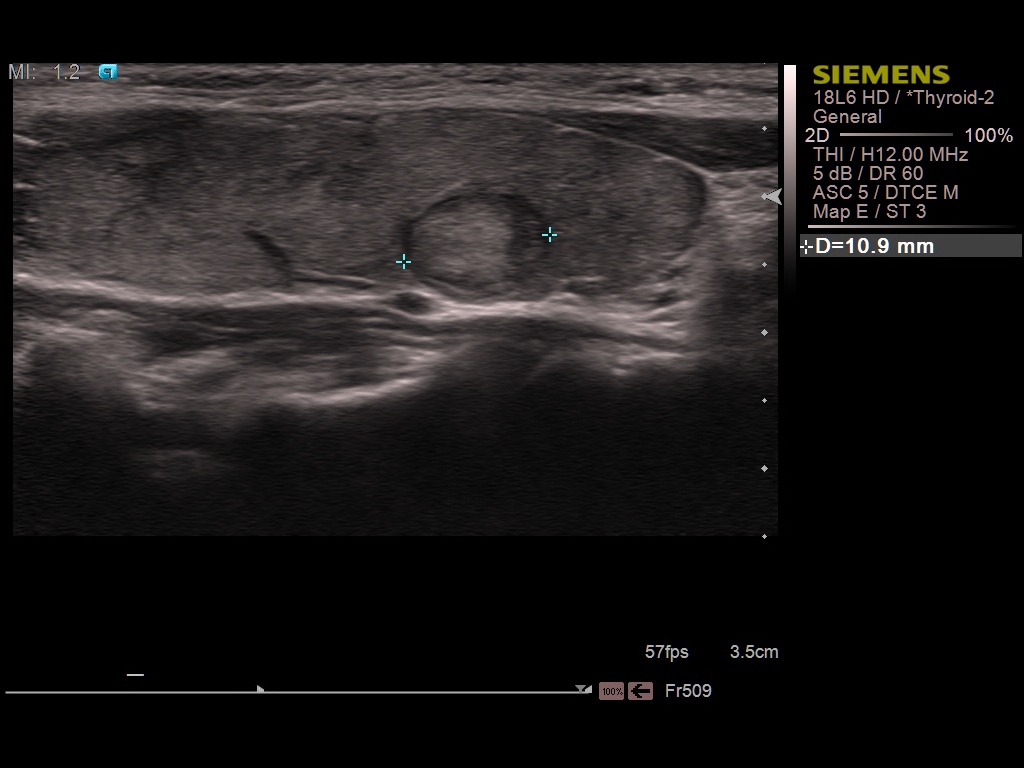 MI: 1.2
SIEMENS
18L6 HD / *Thyroid-2
General
2D 100%
THI / H12.00 MHz
5 dB / DR 60
ASC 5 / DTCE M
Map E / ST 3
D=10.9 mm
57fps 3.5cm
100% Fr509